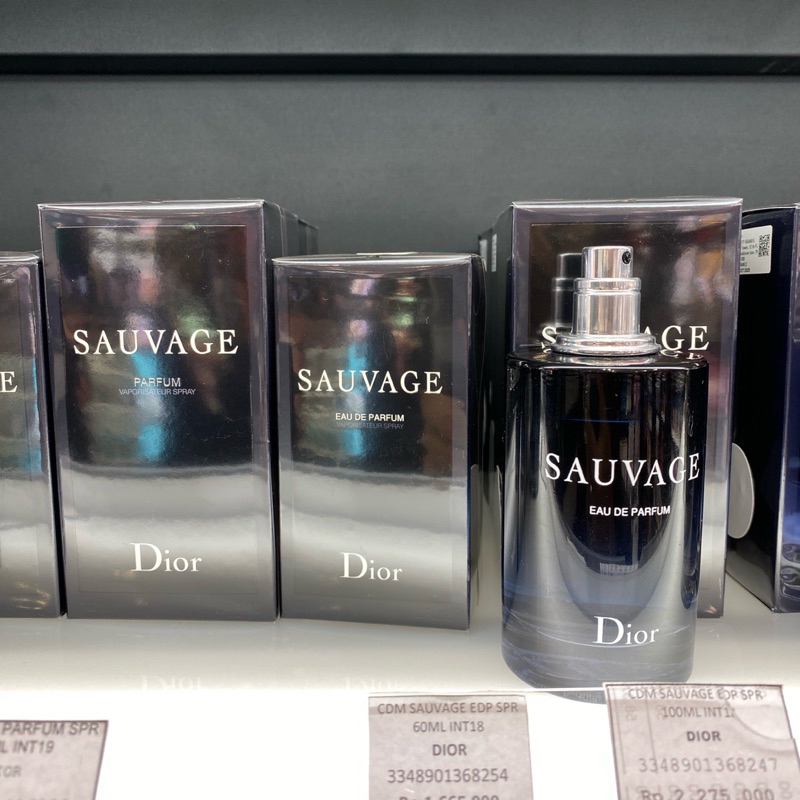 E
SAUVAGE
PARFUM
VAPORISATEUR SPRAY
Dior
SAUVAGE
EAU DE PARFUM
VAPORISATEUR SPRAY
Dior
SAUVAGE
EAU DE PARFUM
Dior
PARFUM SPR
INT19
CDM SAUVAGE EDP SPR
60ML INT18
DIOR
3348901368254
CDM SAUVAGE EDP SPR
100ML
DIOR
3348901368247
Rp 2,275,000